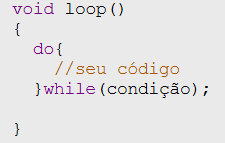 void loop()
{
  do{
    //seu código
  }while(condição);
}